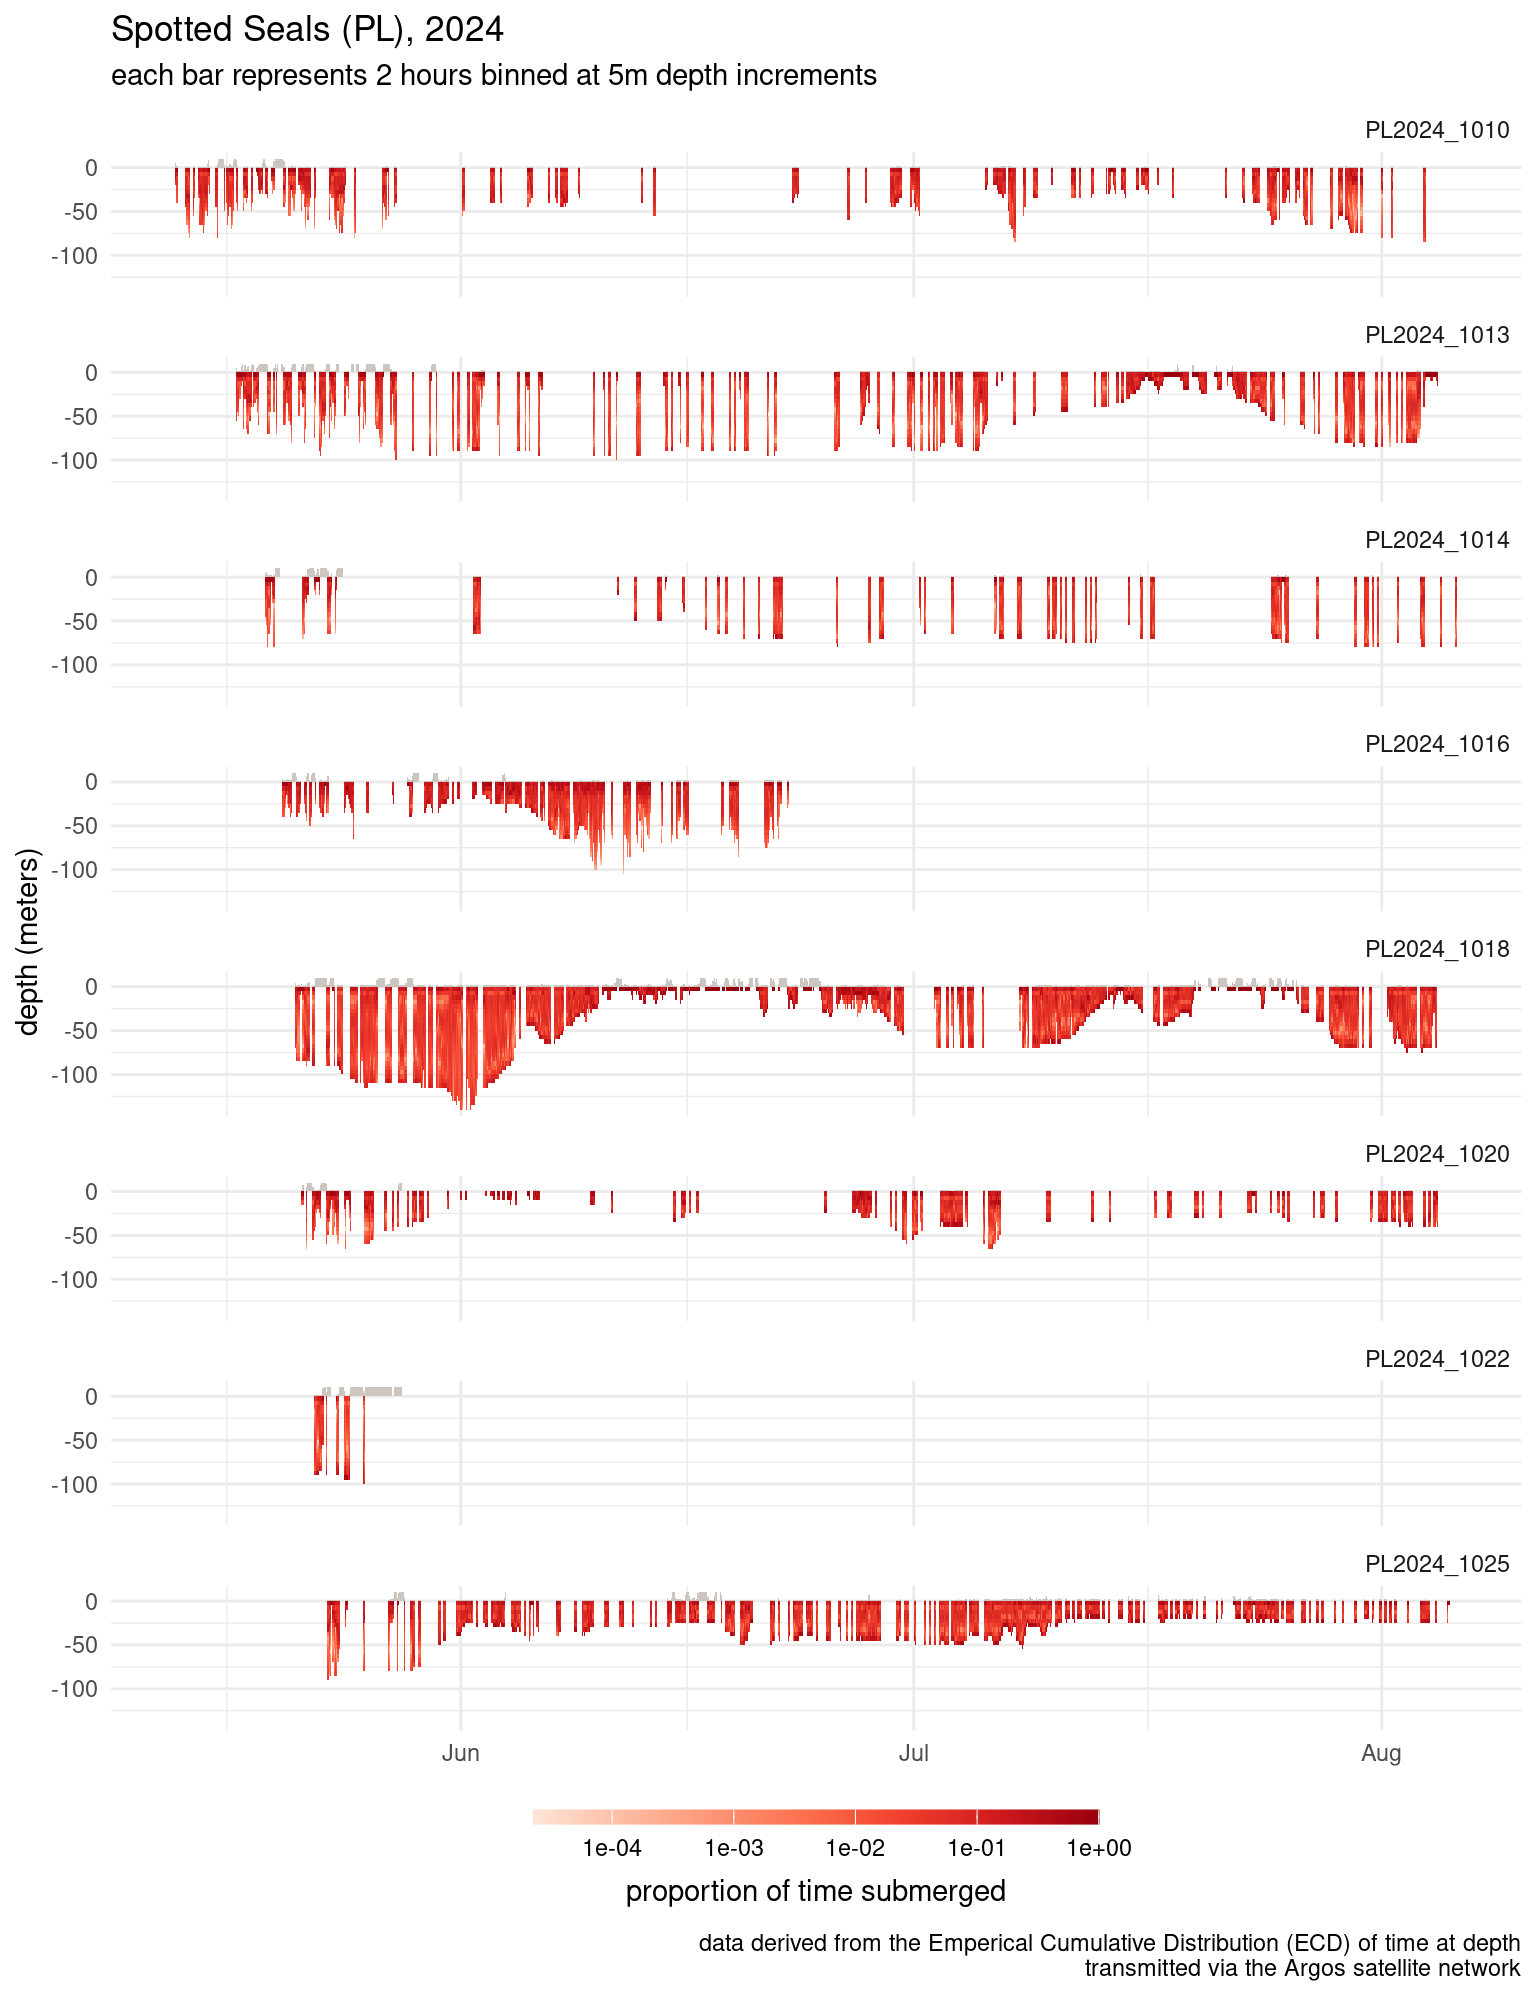 Spotted Seals (PL), 2024
each bar represents 2 hours binned at 5m depth increments
PL2024_1010
0
-50
-100
PL2024_1013
0
-50
-100
PL2024_1014
0
-50
-100
PL2024_1016
0
-50
-100
depth (meters)
PL2024_1018
0
-50
-100
PL2024_1020
0
-50
-100
PL2024_1022
0
-50
-100
PL2024_1025
0
-50
-100
Jun Jul Aug
1e-04 1e-03 1e-02 1e-01 1e+00
proportion of time submerged
data derived from the Emperical Cumulative Distribution (ECD) of time at depth
transmitted via the Argos satellite network